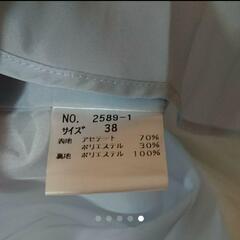 NO. 2589-1
サイズ 38
表地 アセテート 70%
ポリエステル 30%
裏地 ポリエステル 100%